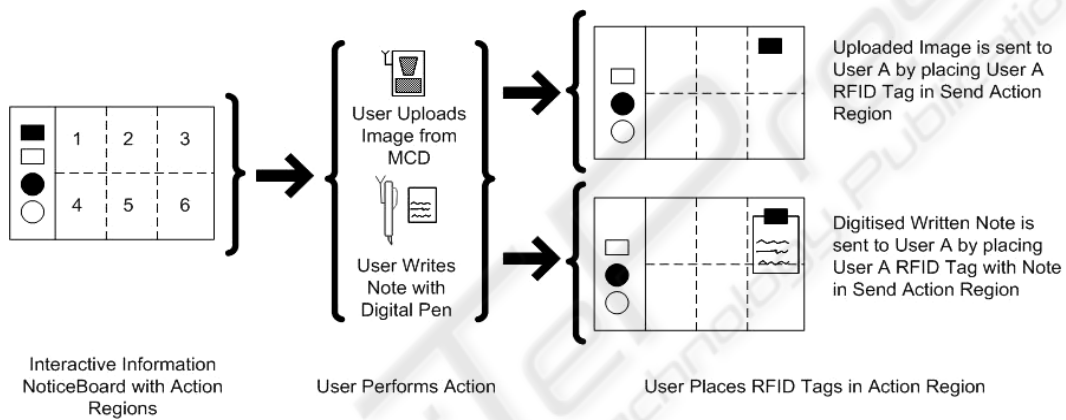 1 2 3
4 5 6
Interactive Information
NoticeBoard with Action
Regions
User Uploads
Image from
MCD
User Writes
Note with
Digital Pen
User Performs Action
Uploaded Image is sent to
User A by placing User A
RFID Tag in Send Action
Region
Digitised Written Note is
sent to User A by placing
User A RFID Tag with Note
in Send Action Region
User Places RFID Tags in Action Region